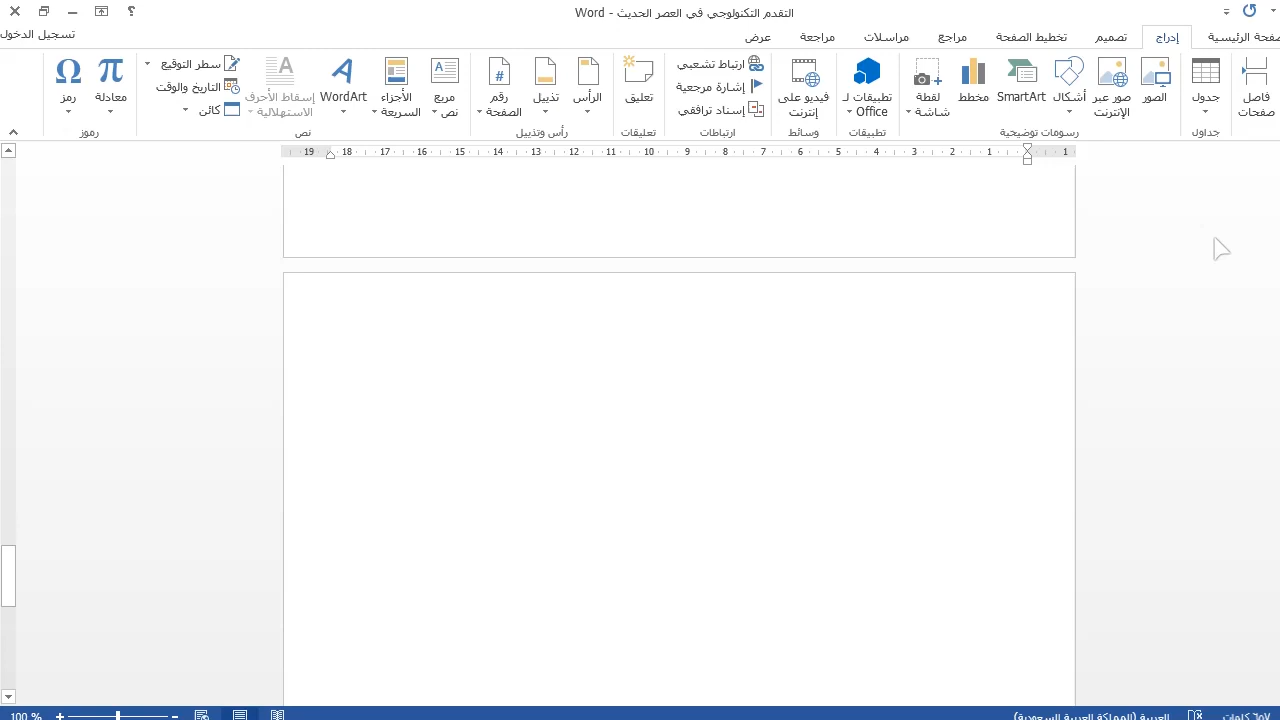 التقدم التكنولوجي في العصر الحديث - Word
?
تسجيل الدخول
صفحة الرئيسية
إدراج
تصميم
تخطيط الصفحة
مراجع
مراسلات
مراجعة
عرض
فاصل صفحات
جدول
الصور
صور عبر الإنترنت
أشكال
SmartArt
مخطط
لقطة شاشة
تطبيقات لـ Office
فيديو على إنترنت
ارتباط تشعبي
إشارة مرجعية
إسناد ترافقي
تعليق
الرأس
تذييل
رقم الصفحة
مربع نص
الأجزاء السريعة
WordArt
إسقاط الأحرف الاستهلالية
سطر التوقيع
التاريخ والوقت
كائن
معادلة
رمز
جداول
رسومات توضيحية
تطبيقات
وسائط
ارتباطات
تعليقات
رأس وتذييل
نص
رموز
19 18 17 16 15 14 13 12 11 10 9 8 7 6 5 4 3 2 1 1
٦٥٧ كلمات
العربية (المملكة العربية السعودية)
100 %